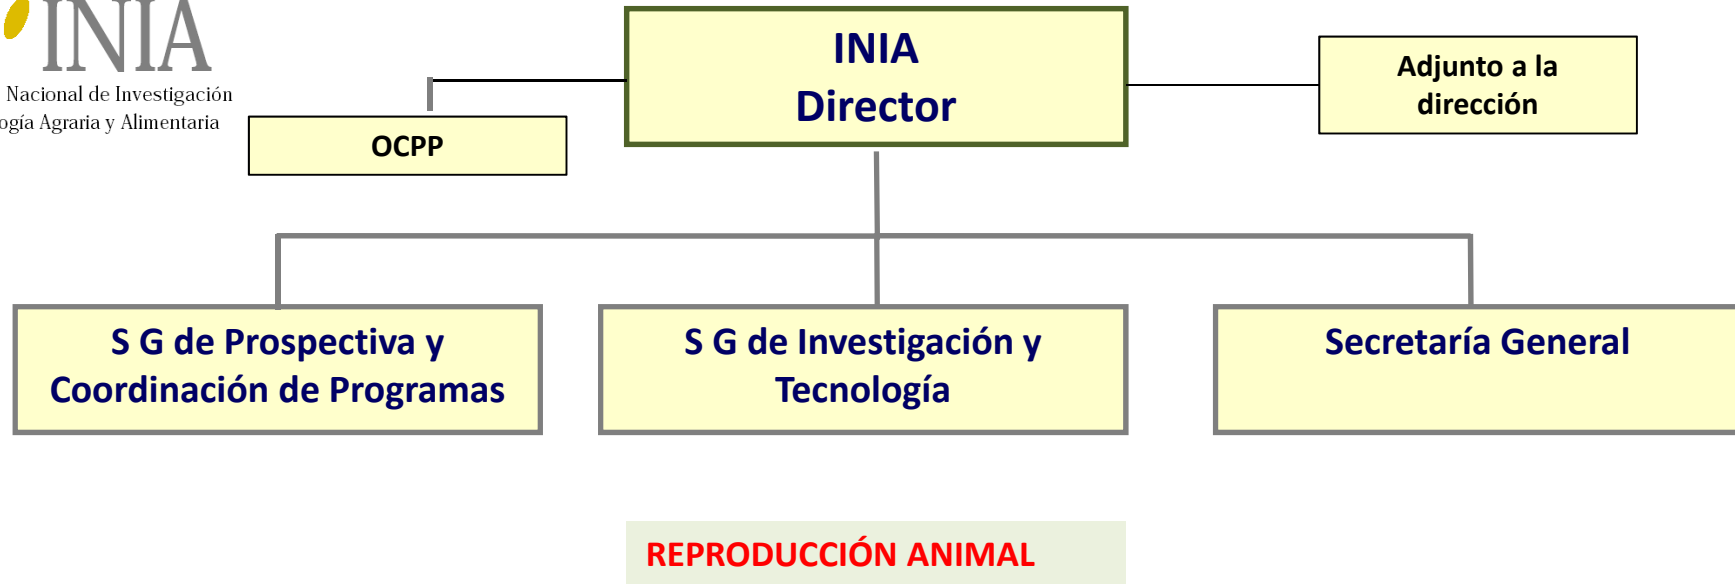 INIA
Nacional de Investigación
ogía Agraria y Alimentaria
INIA
Director
Adjunto a la
dirección
OCPP
S G de Prospectiva y
Coordinación de Programas
S G de Investigación y
Tecnología
Secretaría General
REPRODUCCIÓN ANIMAL